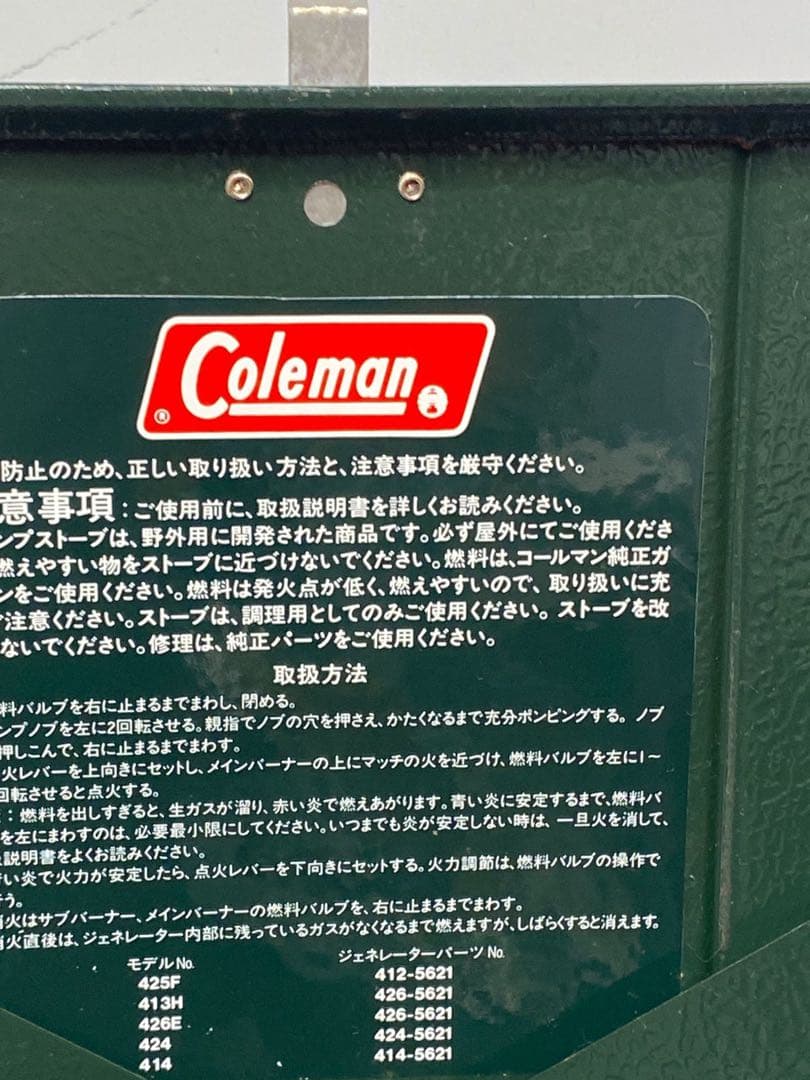 Coleman
®
防止のため、正しい取り扱い方法と、注意事項を厳守ください。
意事項：ご使用前に、取扱説明書を詳しくお読みください。
ンプストーブは、野外用に開発された商品です。必ず屋外にてご使用くださ
燃えやすい物をストーブに近づけないでください。燃料は、コールマン純正ガ
ンをご使用ください。燃料は発火点が低く、燃えやすいので、取り扱いに充
ご注意ください。ストーブは、調理用としてのみご使用ください。ストーブを改
ないでください。修理は、純正パーツをご使用ください。
取扱方法
料バルブを右に止まるまでまわし、閉める。
ンプノブを左に2回転させる。親指でノブの穴を押さえ、かたくなるまで充分ポンピングする。ノブ
押しこんで、右に止まるまでまわす。
火レバーを上向きにセットし、メインバーナーの上にマッチの火を近づけ、燃料バルブを左に1～
回転させると点火する。
：燃料を出しすぎると、生ガスが溜り、赤い炎で燃えあがります。青い炎に安定するまで、燃料バ
を左にまわすのは、必要最小限にしてください。いつまでも炎が安定しない時は、一旦火を消して、
説明書をよくお読みください。
い炎で火力が安定したら、点火レバーを下向きにセットする。火力調節は、燃料バルブの操作で
う。
消火はサブバーナー、メインバーナーの燃料バルブを、右に止まるまでまわす。
消火直後は、ジェネレーター内部に残っているガスがなくなるまで燃えますが、しばらくすると消えます。
モデルNo. ジェネレーターパーツNo.
425F 412-5621
413H 426-5621
426E 426-5621
424 424-5621
414 414-5621